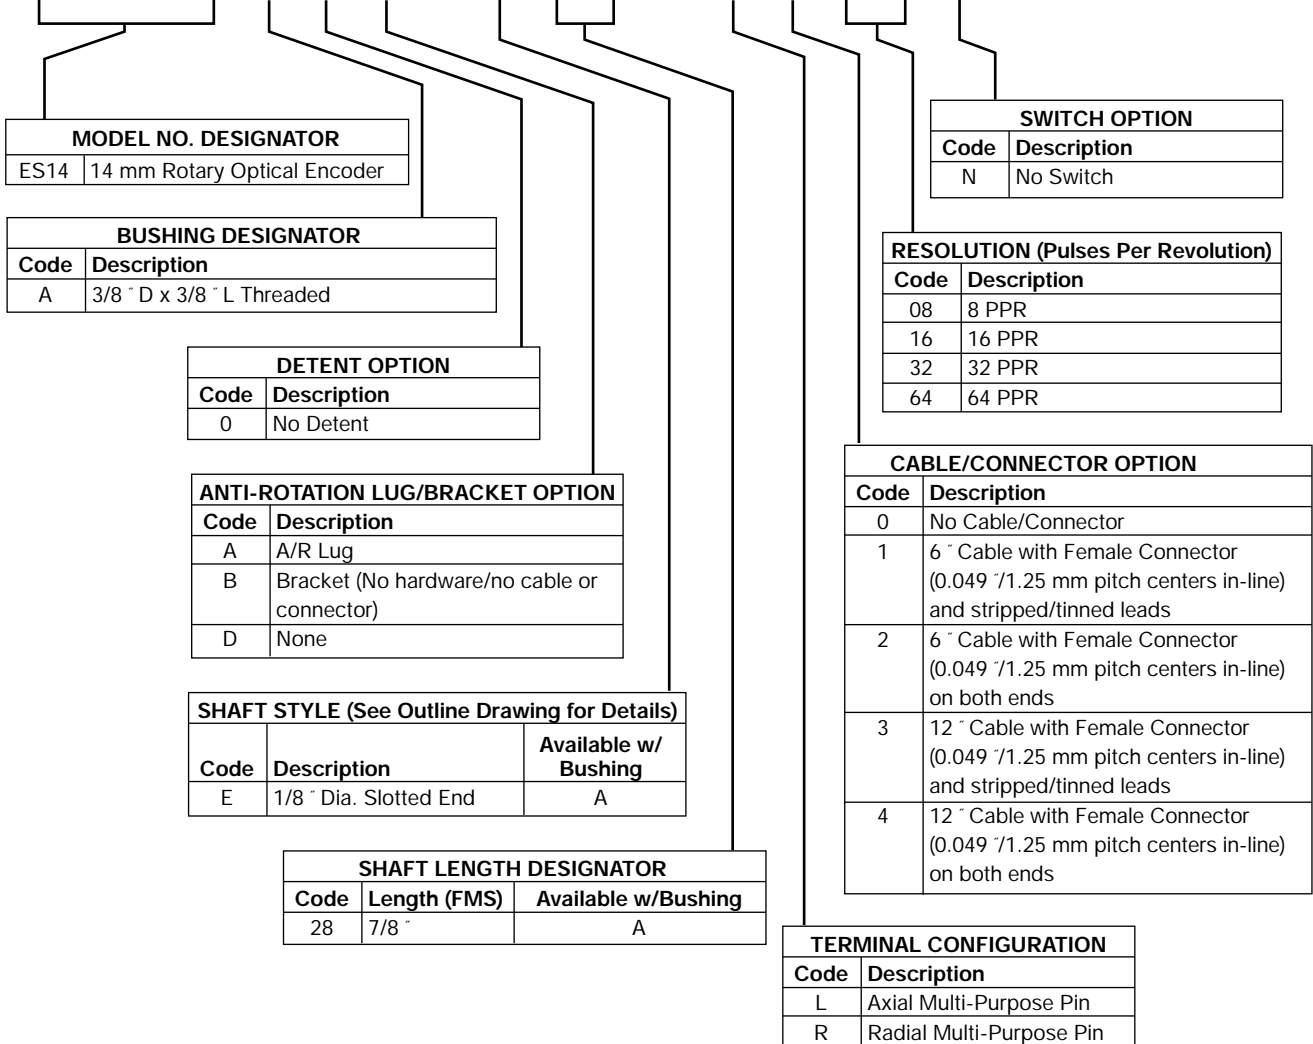 MODEL NO. DESIGNATOR
ES14 14 mm Rotary Optical Encoder
BUSHING DESIGNATOR
Code Description
A 3/8 ˝ D x 3/8 ˝ L Threaded
DETENT OPTION
Code Description
0 No Detent
ANTI-ROTATION LUG/BRACKET OPTION
Code Description
A A/R Lug
B Bracket (No hardware/no cable or
connector)
D None
SHAFT STYLE (See Outline Drawing for Details)
Available w/
Code Description Bushing
E 1/8 ˝ Dia. Slotted End A
SHAFT LENGTH DESIGNATOR
Code Length (FMS) Available w/Bushing
28 7/8 ˝ A
SWITCH OPTION
Code Description
N No Switch
RESOLUTION (Pulses Per Revolution)
Code Description
08 8 PPR
16 16 PPR
32 32 PPR
64 64 PPR
CABLE/CONNECTOR OPTION
Code Description
0 No Cable/Connector
1 6 ˝ Cable with Female Connector
(0.049 ˝/1.25 mm pitch centers in-line)
and stripped/tinned leads
2 6 ˝ Cable with Female Connector
(0.049 ˝/1.25 mm pitch centers in-line)
on both ends
3 12 ˝ Cable with Female Connector
(0.049 ˝/1.25 mm pitch centers in-line)
and stripped/tinned leads
4 12 ˝ Cable with Female Connector
(0.049 ˝/1.25 mm pitch centers in-line)
on both ends
TERMINAL CONFIGURATION
Code Description
L Axial Multi-Purpose Pin
R Radial Multi-Purpose Pin